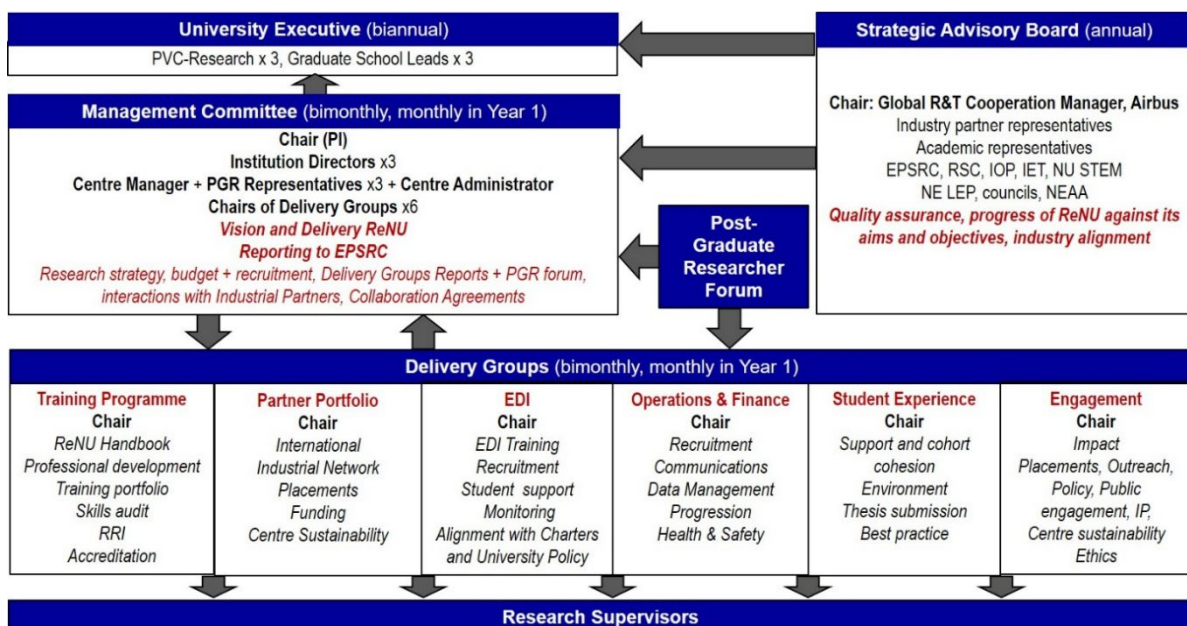 University Executive (biannual)
PVC-Research x 3, Graduate School Leads x 3
Strategic Advisory Board (annual)
Chair: Global R&T Cooperation Manager, Airbus
Industry partner representatives
Academic representatives
EPSRC, RSC, IOP, IET, NU STEM
NE LEP, councils, NEAA
Quality assurance, progress of ReNU against its
aims and objectives, industry alignment
Management Committee (bimonthly, monthly in Year 1)
Chair (PI)
Institution Directors x3
Centre Manager + PGR Representatives x3 + Centre Administrator
Chairs of Delivery Groups x6
Vision and Delivery ReNU
Reporting to EPSRC
Research strategy, budget + recruitment, Delivery Groups Reports + PGR forum,
interactions with Industrial Partners, Collaboration Agreements
Post-
Graduate
Researcher
Forum
Delivery Groups (bimonthly, monthly in Year 1)
Training Programme
Chair
ReNU Handbook
Professional development
Training portfolio
Skills audit
RRI
Accreditation
Partner Portfolio
Chair
International
Industrial Network
Placements
Funding
Centre Sustainability
EDI
Chair
EDI Training
Recruitment
Student support
Monitoring
Alignment with Charters
and University Policy
Operations & Finance
Chair
Recruitment
Communications
Data Management
Progression
Health & Safety
Student Experience
Chair
Support and cohort
cohesion
Environment
Thesis submission
Best practice
Engagement
Chair
Impact
Placements, Outreach,
Policy, Public
engagement, IP,
Centre sustainability
Ethics
Research Supervisors